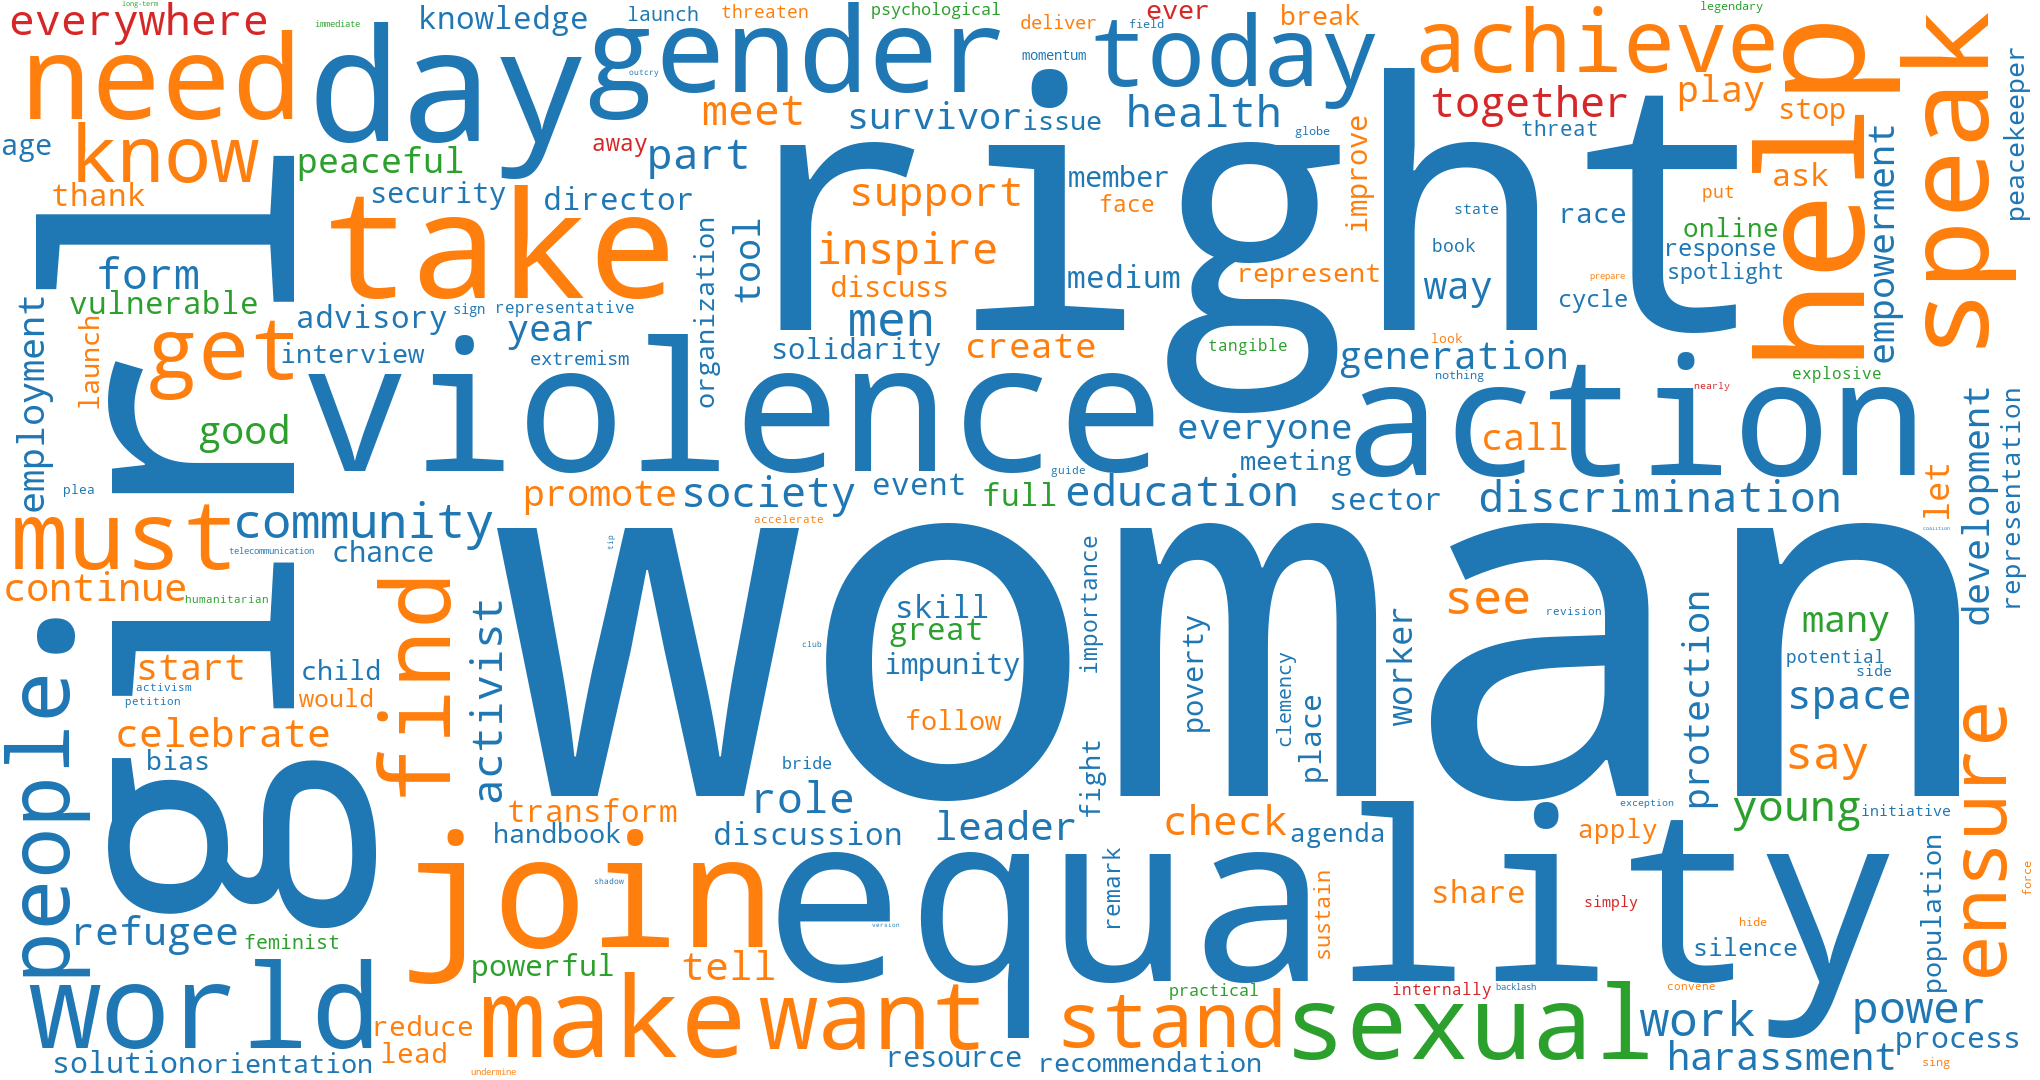 long-term
everywhere
immediate
knowledge
launch
threaten
psychological
deliver
field
ever
break
legendary
need
day
gender
outcry
momentum
today
achieve
help
speak
peacekeeper
age
know
thank
peaceful
security
director
meet
away
part
survivor
issue
health
globe
together
play
stop
threat
improve
ask
empowerment
girl
take
right
support
member
face
put
state
race
online
form
vulnerable
tool
inspire
medium
represent
book
way
response
spotlight
prepare
cycle
organization
discuss
men
advisory
sign
representative
year
employment
launch
get
interview
extremism
solidarity
create
tangible
look
generation
nothing
nearly
explosive
violence
action
good
everyone
call
meeting
guide
event
plea
promote
society
full
education
sector
discrimination
let
development
representation
must
community
accelerate
telecommunication
chance
tip
coalition
continue
humanitarian
find
activist
woman
skill
great
impunity
follow
importance
poverty
clemency
place
worker
see
revision
protection
many
potential
side
space
say
people
start
activism
petition
child
would
club
celebrate
bias
bride
fight
ensure
transform
role
handbook
discussion
leader
check
agenda
exception
apply
young
initiative
join
equality
shadow
version
remark
sustain
share
simply
hide
silence
population
force
refugee
feminist
powerful
tell
world
make
want
stand
practical
internally
backlash
sexual
convene
work
power
process
reduce
lead
solution
orientation
undermine
resource
recommendation
harassment
sing